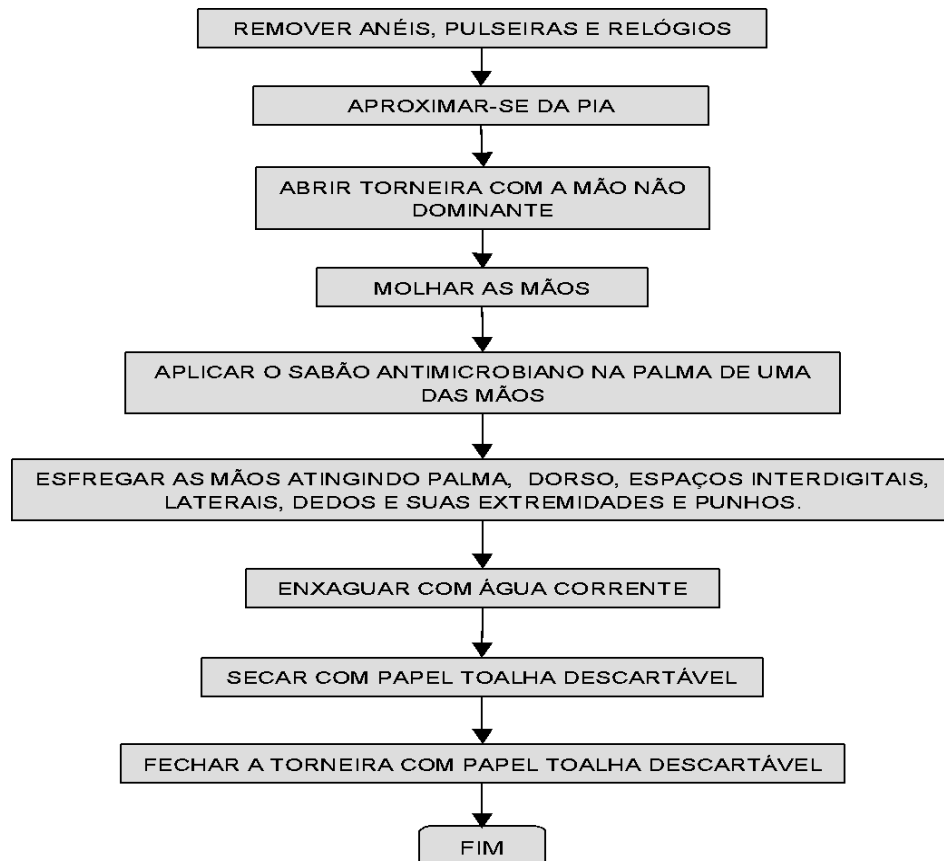 REMOVER ANÉIS, PULSEIRAS E RELÓGIOS
APROXIMAR-SE DA PIA
ABRIR TORNEIRA COM A MÃO NÃO
DOMINANTE
MOLHAR AS MÃOS
APLICAR O SABÃO ANTIMICROBIANO NA PALMA DE UMA
DAS MÃOS
ESFREGAR AS MÃOS ATINGINDO PALMA, DORSO, ESPAÇOS INTERDIGITAIS,
LATERAIS, DEDOS E SUAS EXTREMIDADES E PUNHOS.
ENXAGUAR COM ÁGUA CORRENTE
SECAR COM PAPEL TOALHA DESCARTÁVEL
FECHAR A TORNEIRA COM PAPEL TOALHA DESCARTÁVEL
FIM